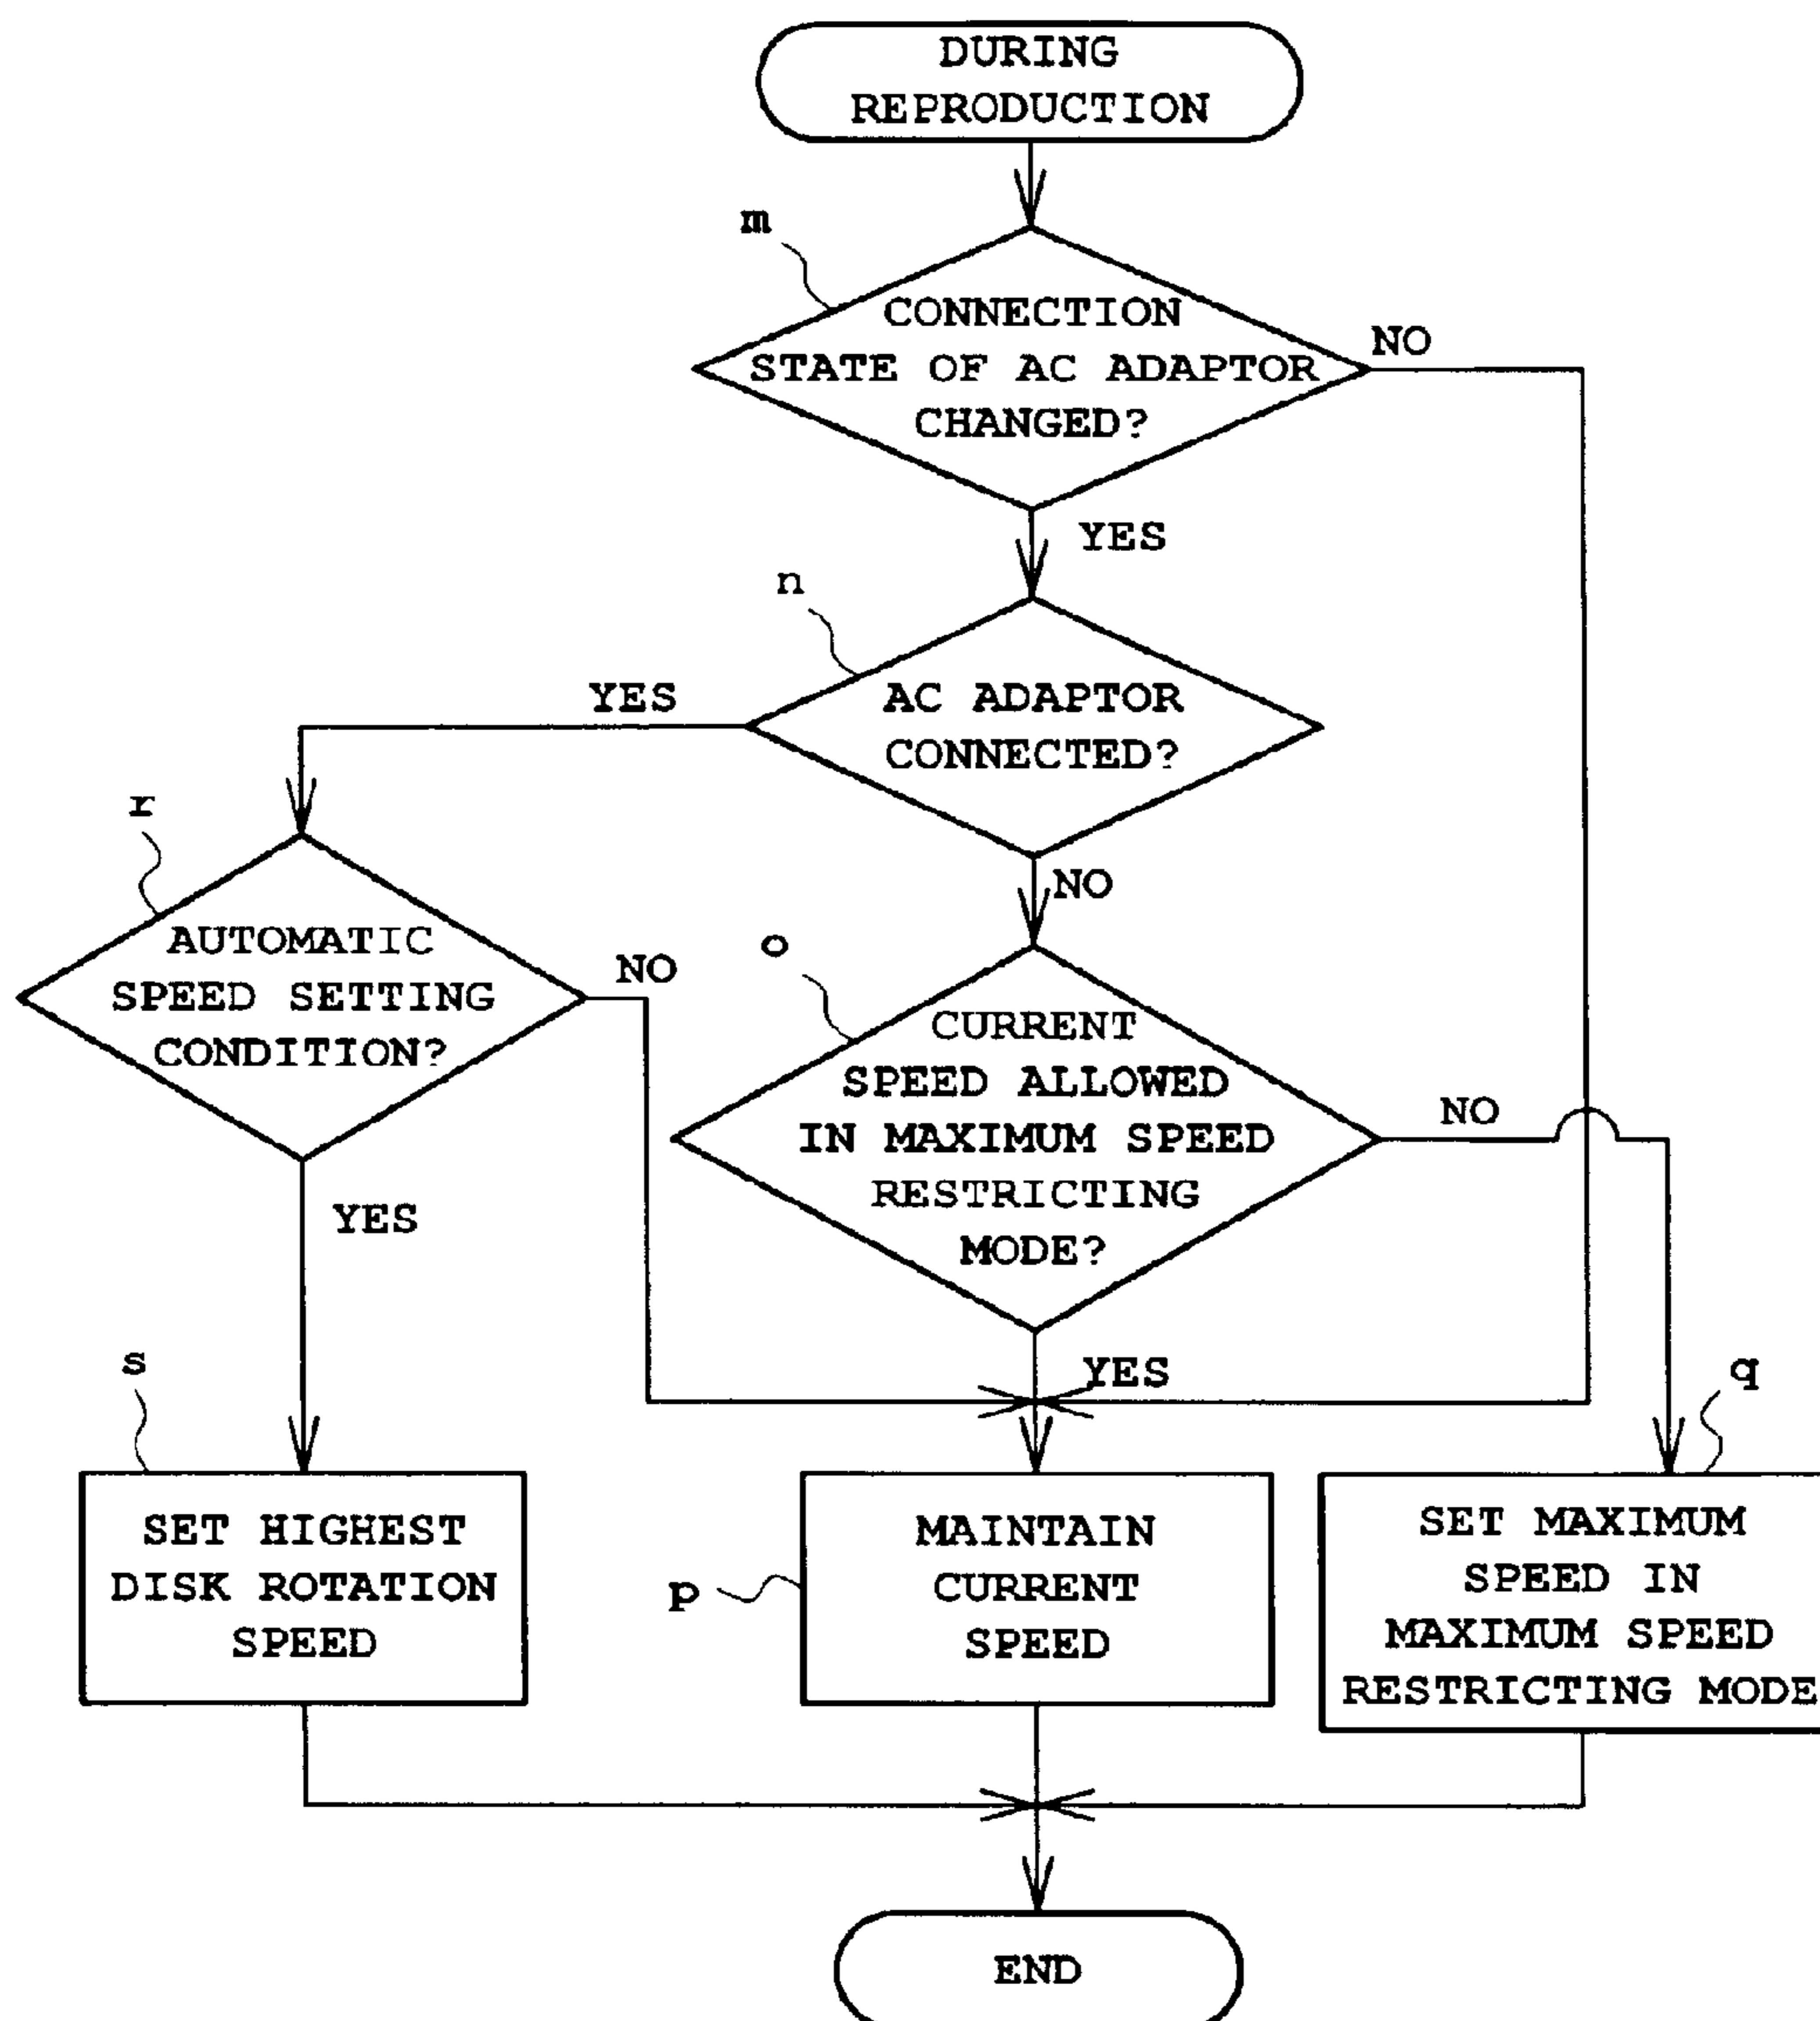 DURING
REPRODUCTION
m
CONNECTION
STATE OF AC ADAPTOR
CHANGED?
NO
YES
n
AC ADAPTOR
CONNECTED?
YES
NO
r
AUTOMATIC
SPEED SETTING
CONDITION?
NO
YES
o
CURRENT
SPEED ALLOWED
IN MAXIMUM SPEED
RESTRICTING
MODE?
NO
YES
s
SET HIGHEST
DISK ROTATION
SPEED
p
MAINTAIN
CURRENT
SPEED
q
SET MAXIMUM
SPEED IN
MAXIMUM SPEED
RESTRICTING MODE
END